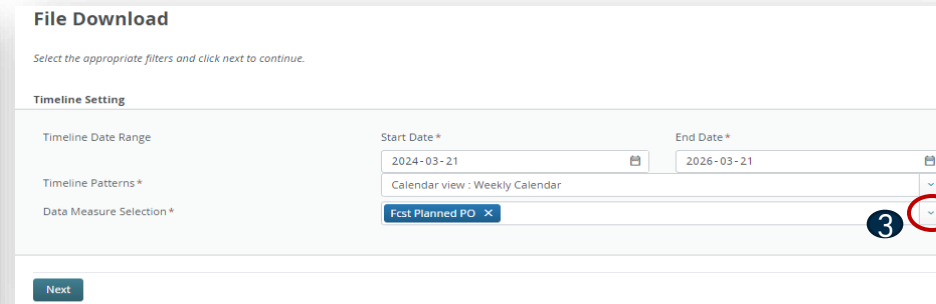 File Download
Select the appropriate filters and click next to continue.
Timeline Setting
Timeline Date Range
Start Date*
End Date*
2024-03-21
2026-03-21
Timeline Patterns*
Calendar view : Weekly Calendar
Data Measure Selection*
Fcst Planned PO ×
3
Next